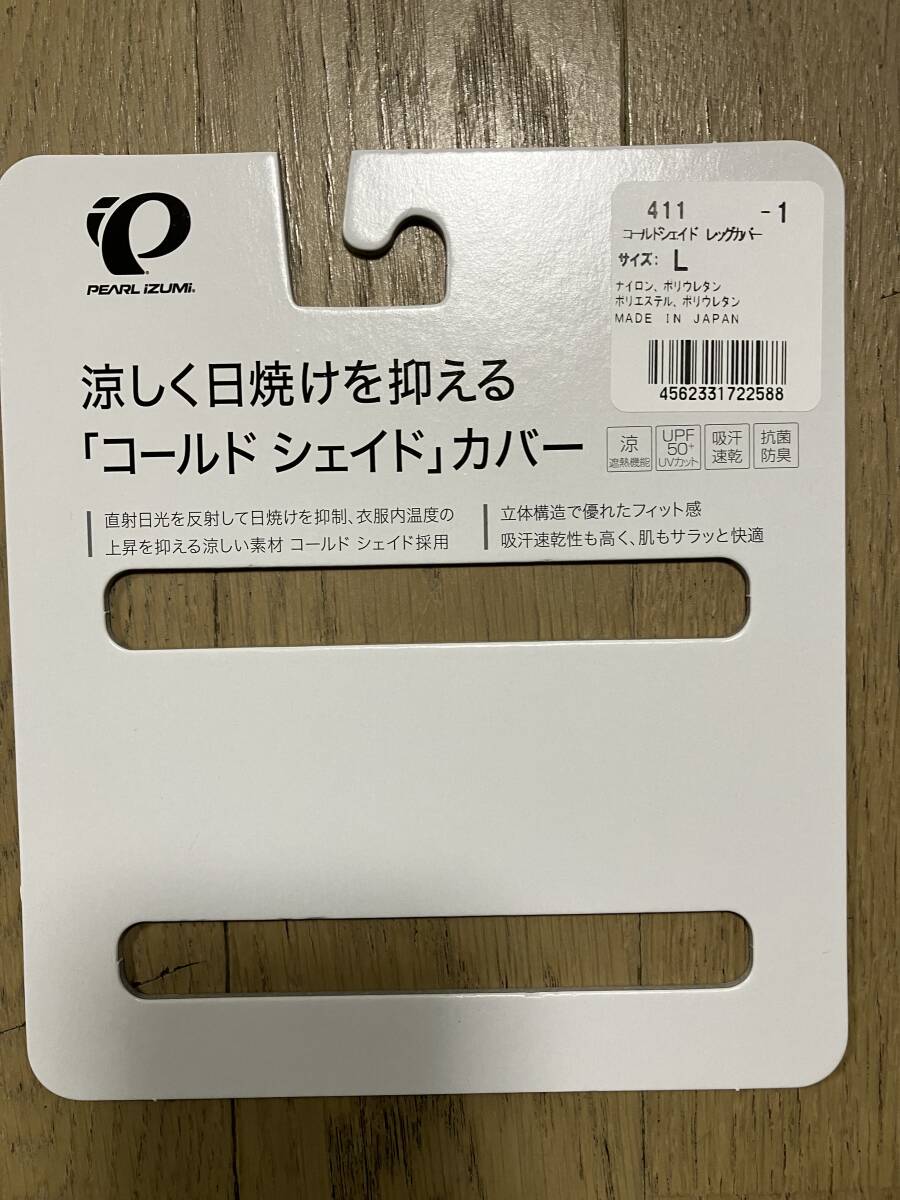 PEARL iZUMi
411 -1
コールドシェイド レッグカバー
サイズ: L
ナイロン、ポリウレタン
ポリエステル、ポリウレタン
MADE IN JAPAN
4562331722588
涼しく日焼けを抑える
「コールド シェイド」カバー
涼
遮熱機能
UPF
50+
UVカット
吸汗
速乾
抗菌
防臭
直射日光を反射して日焼けを抑制、衣服内温度の
上昇を抑える涼しい素材 コールド シェイド採用
立体構造で優れたフィット感
吸汗速乾性も高く、肌もサラッと快適